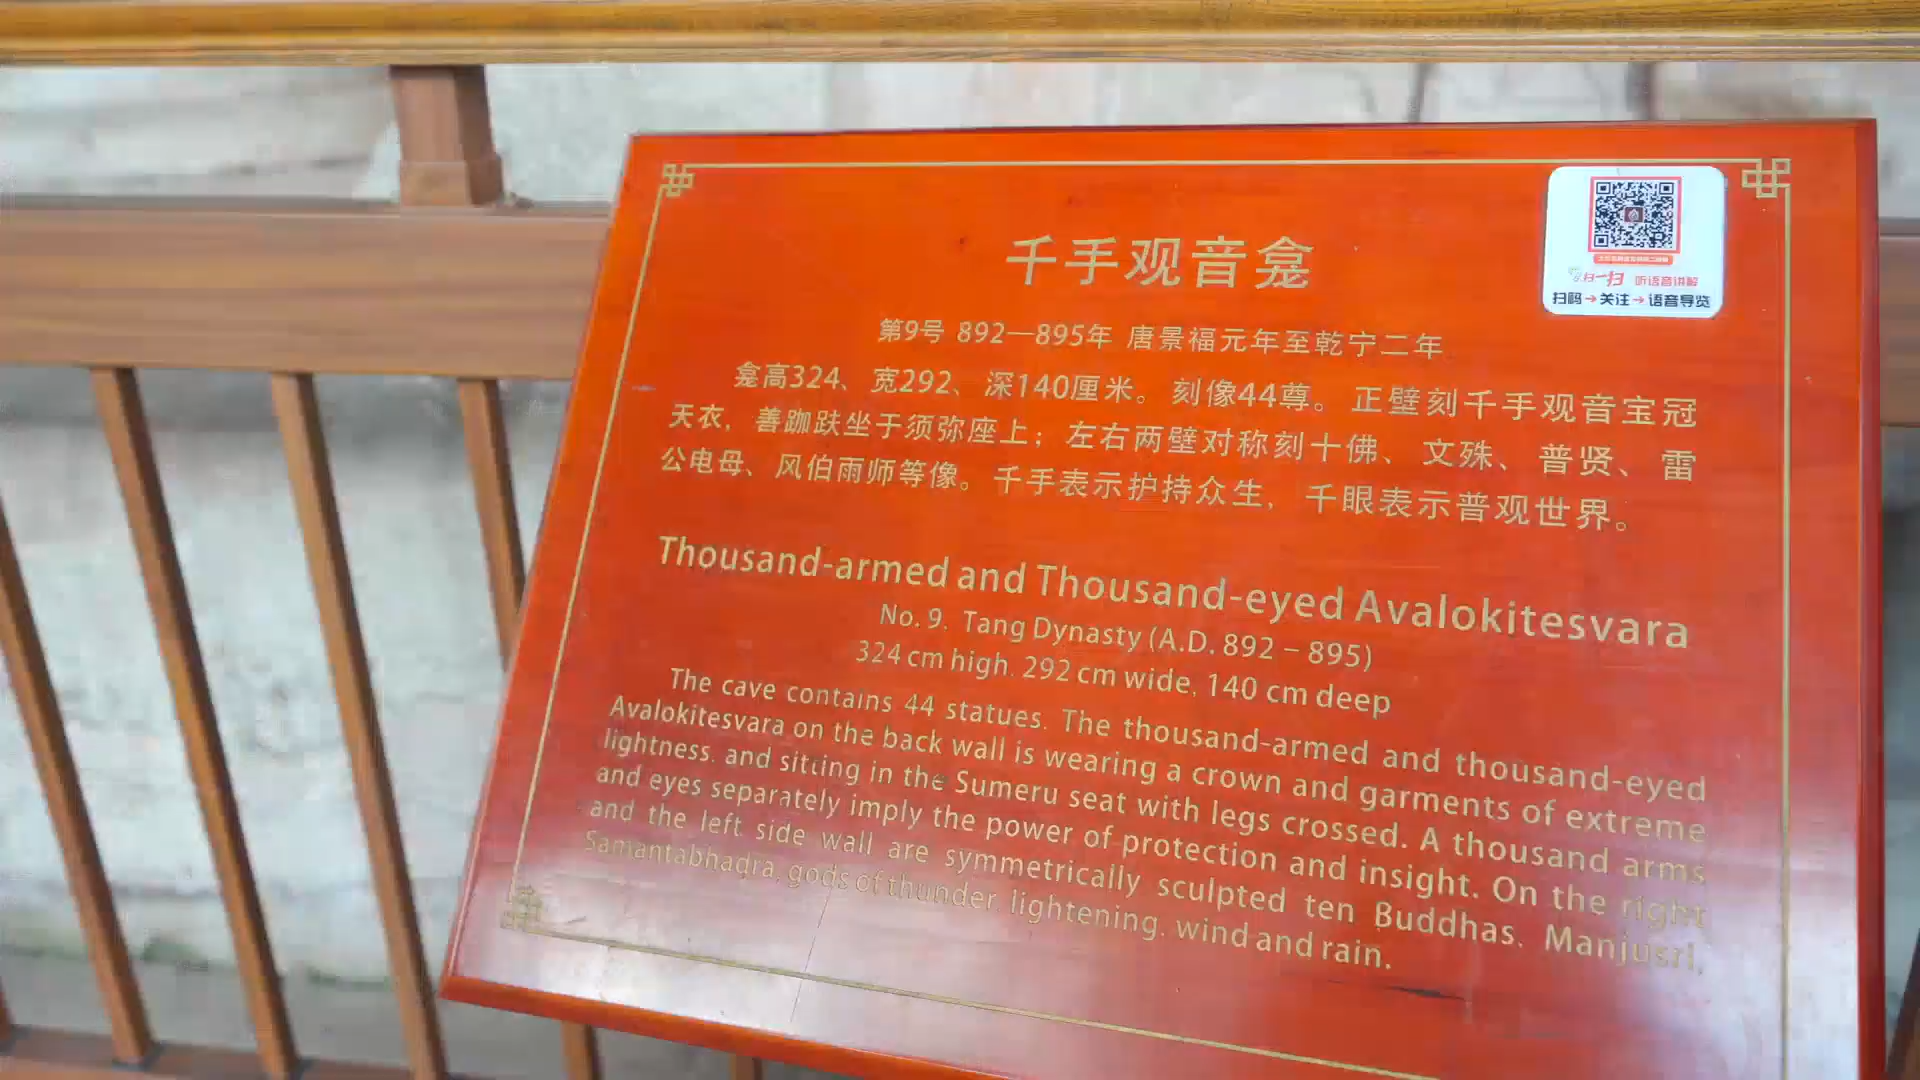 千手观音龛
第9号 892—895年 唐景福元年至乾宁二年
龛高324、宽292、深140厘米。刻像44尊。正壁刻千手观音宝冠
天衣，善跏趺坐于须弥座上；左右两壁对称刻十佛、文殊、普贤、雷
公电母、风伯雨师等像。千手表示护持众生，千眼表示普观世界。
Thousand-armed and Thousand-eyed Avalokitesvara
No. 9. Tang Dynasty (A.D. 892 – 895)
324 cm high. 292 cm wide, 140 cm deep
The cave contains 44 statues. The thousand-armed and thousand-eyed
Avalokitesvara on the back wall is wearing a crown and garments of extreme
lightness. and sitting in the Sumeru seat with legs crossed. A thousand arms
and eyes separately imply the power of protection and insight. On the right
and the left side wall are symmetrically sculpted ten Buddhas. Manjusri,
Samantabhadra, gods of thunder. lightening. wind and rain.
扫一扫 听语音讲解
扫码→关注→语音导览